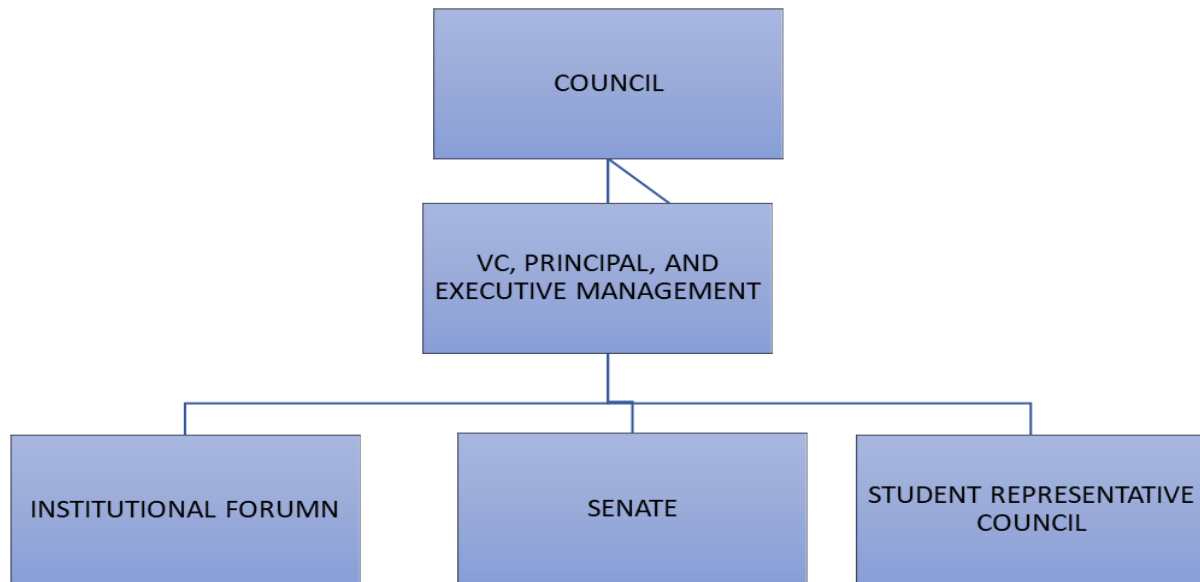 COUNCIL
VC, PRINCIPAL, AND
EXECUTIVE MANAGEMENT
INSTITUTIONAL FORUMN
SENATE
STUDENT REPRESENTATIVE
COUNCIL